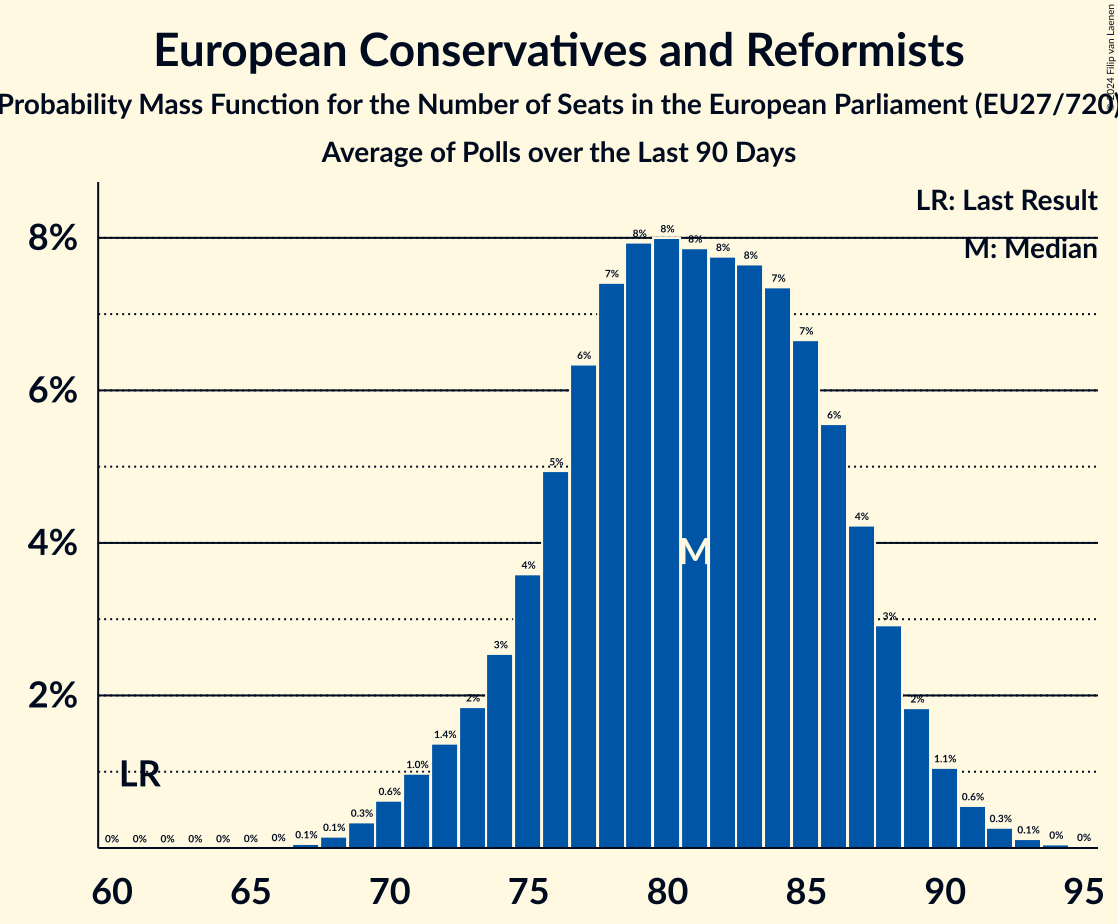 European Conservatives and Reformists
Probability Mass Function for the Number of Seats in the European Parliament (EU27/720)
Average of Polls over the Last 90 Days
© 2024 Filip van Laenen
LR: Last Result
M: Median
8%
6%
4%
2%
0% 0% 0% 0% 0% 0% 0% 0.1% 0.1% 0.3% 0.6% 1.0% 1.4% 2% 3% 4% 5% 6% 7% 8% 8% 8% 8% 8% 7% 7% 6% 4% 3% 2% 1.1% 0.6% 0.3% 0.1% 0% 0%
M
LR
60 65 70 75 80 85 90 95